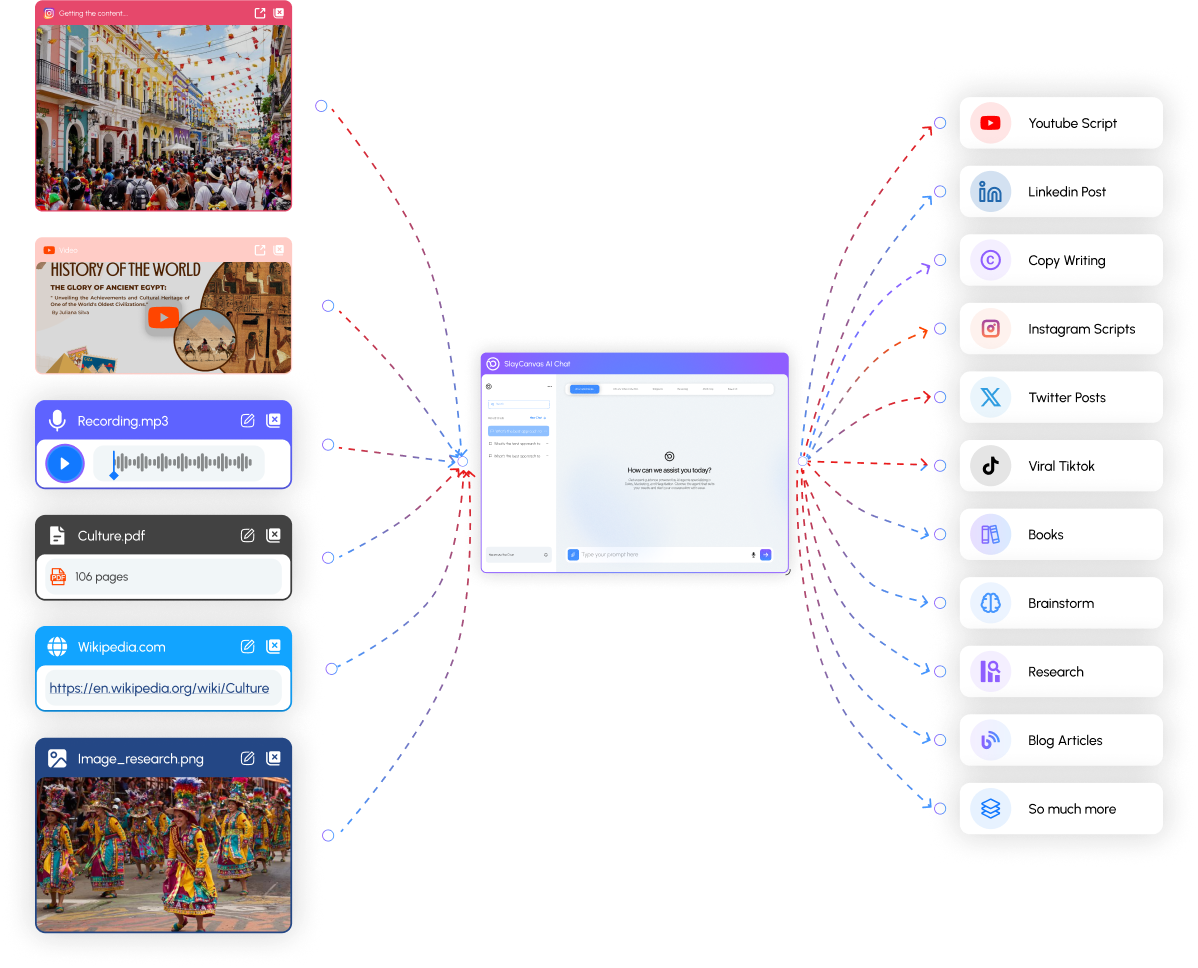 Getting the content...
Video
HISTORY OF THE WORLD
THE GLORY OF ANCIENT EGYPT:
" Unveiling the Achievements and Cultural Heritage of
One of the World's Oldest Civilizations."
By Juliana Silva
Recording.mp3
Culture.pdf
PDF
106 pages
Wikipedia.com
https://en.wikipedia.org/wiki/Culture
Image_research.png
SlayCanvas AI Chat
How can we assist you today?
Type your prompt here
Youtube Script
Linkedin Post
Copy Writing
Instagram Scripts
Twitter Posts
Viral Tiktok
Books
Brainstorm
Research
Blog Articles
So much more